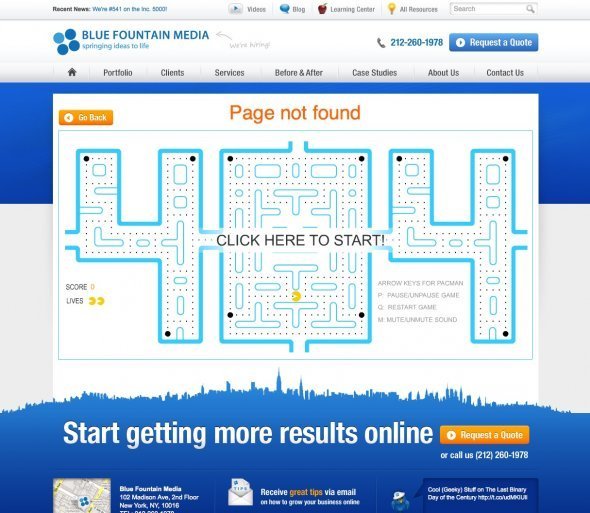 Recent News: We're #541 on the Inc. 5000!
Videos
Blog
Learning Center
All Resources
Search
BLUE FOUNTAIN MEDIA
springing ideas to life
we're hiring!
212-260-1978
Request a Quote
Portfolio
Clients
Services
Before & After
Case Studies
About Us
Contact Us
Go Back
Page not found
CLICK HERE TO START!
SCORE 0
LIVES
ARROW KEYS FOR PACMAN
P: PAUSE/UNPAUSE GAME
Q: RESTART GAME
M: MUTE/UNMUTE SOUND
Start getting more results online
Request a Quote
or call us (212) 260-1978
Blue Fountain Media
102 Madison Ave, 2nd Floor
New York, NY, 10016
TIPS
Receive great tips via email
on how to grow your business online
Cool (Geeky) Stuff on The Last Binary
Day of the Century